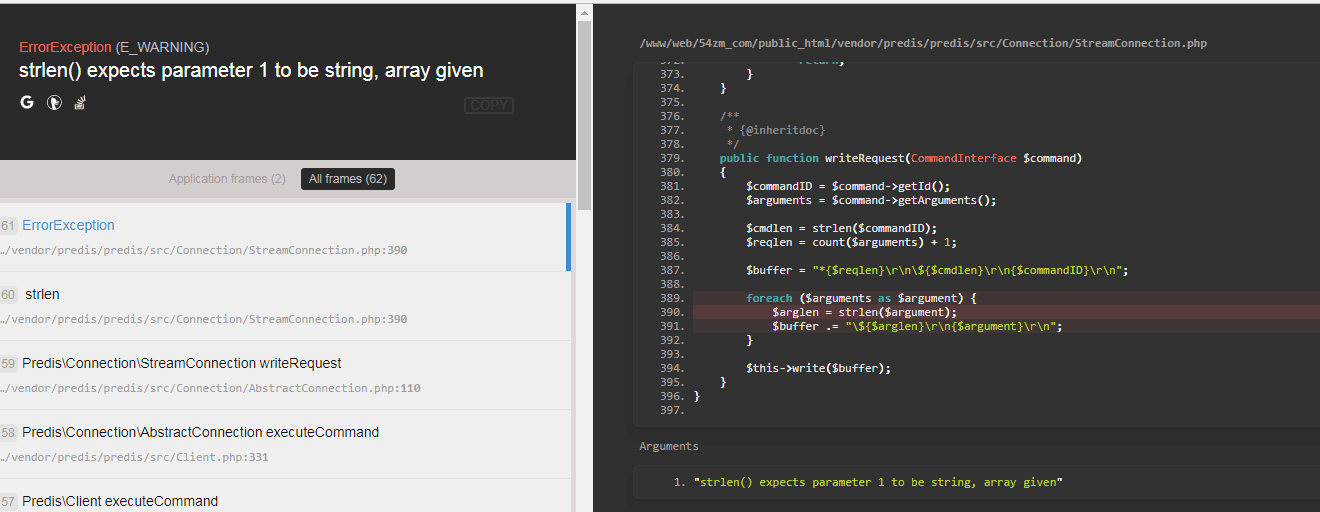 ErrorException (E_WARNING)
strlen() expects parameter 1 to be string, array given
COPY
Application frames (2) All frames (62)
61 ErrorException
…/vendor/predis/predis/src/Connection/StreamConnection.php:390
60 strlen
…/vendor/predis/predis/src/Connection/StreamConnection.php:390
59 Predis\Connection\StreamConnection writeRequest
…/vendor/predis/predis/src/Connection/AbstractConnection.php:110
58 Predis\Connection\AbstractConnection executeCommand
…/vendor/predis/predis/src/Client.php:331
57 Predis\Client executeCommand
/www/web/54zm_com/public_html/vendor/predis/predis/src/Connection/StreamConnection.php
372. return;
373. }
374. }
375.
376. /**
377. * {@inheritdoc}
378. */
379. public function writeRequest(CommandInterface $command)
380. {
381. $commandID = $command->getId();
382. $arguments = $command->getArguments();
383.
384. $cmdlen = strlen($commandID);
385. $reqlen = count($arguments) + 1;
386.
387. $buffer = "*{$reqlen}\r\n\${$cmdlen}\r\n{$commandID}\r\n";
388.
389. foreach ($arguments as $argument) {
390. $arglen = strlen($argument);
391. $buffer .= "\${$arglen}\r\n{$argument}\r\n";
392. }
393.
394. $this->write($buffer);
395. }
396. }
397.
Arguments
1. "strlen() expects parameter 1 to be string, array given"